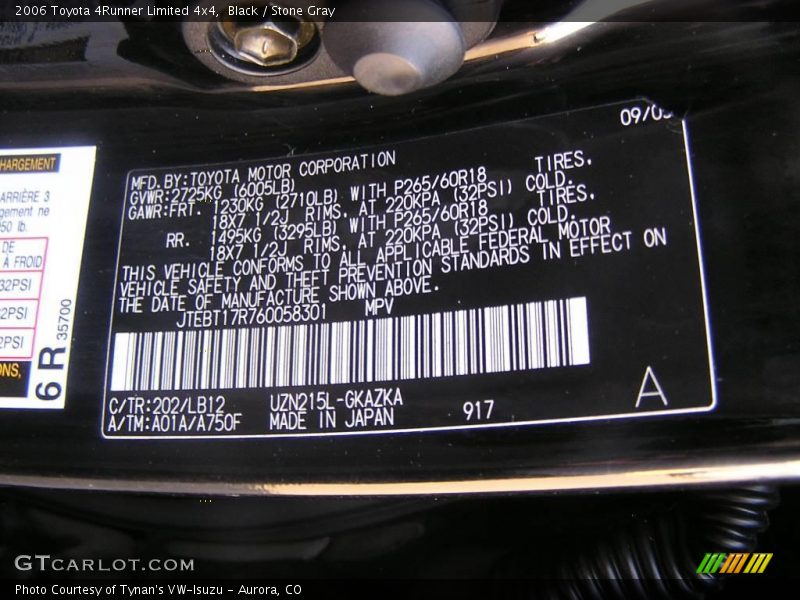 2006 Toyota 4Runner Limited 4x4, Black / Stone Gray
09/05
MFD.BY:TOYOTA MOTOR CORPORATION
GVWR:2725KG (6005LB)
GAWR:FRT. 1230KG (2710LB) WITH P265/60R18 TIRES.
18X7 1/2J RIMS. AT 220KPA (32PSI) COLD.
RR. 1495KG (3295LB) WITH P265/60R18 TIRES.
18X7 1/2J RIMS. AT 220KPA (32PSI) COLD.
THIS VEHICLE CONFORMS TO ALL APPLICABLE FEDERAL MOTOR
VEHICLE SAFETY AND THEFT PREVENTION STANDARDS IN EFFECT ON
THE DATE OF MANUFACTURE SHOWN ABOVE.
JTEBT17R760058301 MPV
C/TR:202/LB12 UZN215L-GKAZKA
A/TM:A01A/A750F MADE IN JAPAN 917
A
HARGEMENT
ARRIÈRE 3
gement ne
50 lb.
DE
À FROID
32PSI
32PSI
2PSI
ONS,
6R 35700
GTCARLOT.COM
Photo Courtesy of Tynan's VW-Isuzu - Aurora, CO